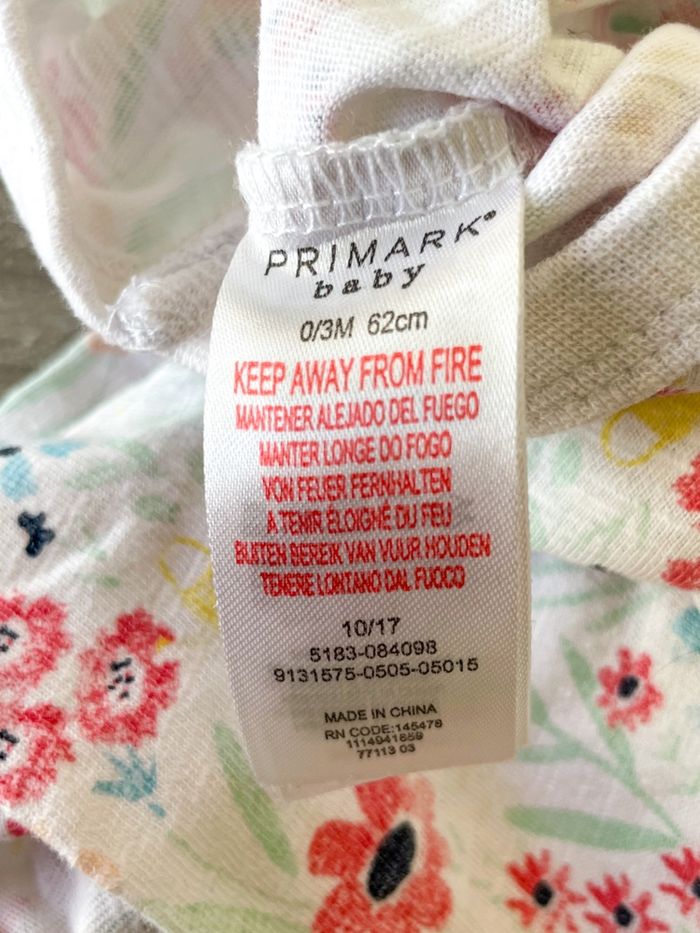 PRIMARK®
baby
0/3M 62cm
KEEP AWAY FROM FIRE
MANTENER ALEJADO DEL FUEGO
MANTER LONGE DO FOGO
VON FEUER FERNHALTEN
A TENIR ÉLOIGNÉ DU FEU
BUITEN BEREIK VAN VUUR HOUDEN
TENERE LONTANO DAL FUOCO
10/17
5183-084098
9131575-0505-05015
MADE IN CHINA
RN CODE:145478
1114941659
77113 03